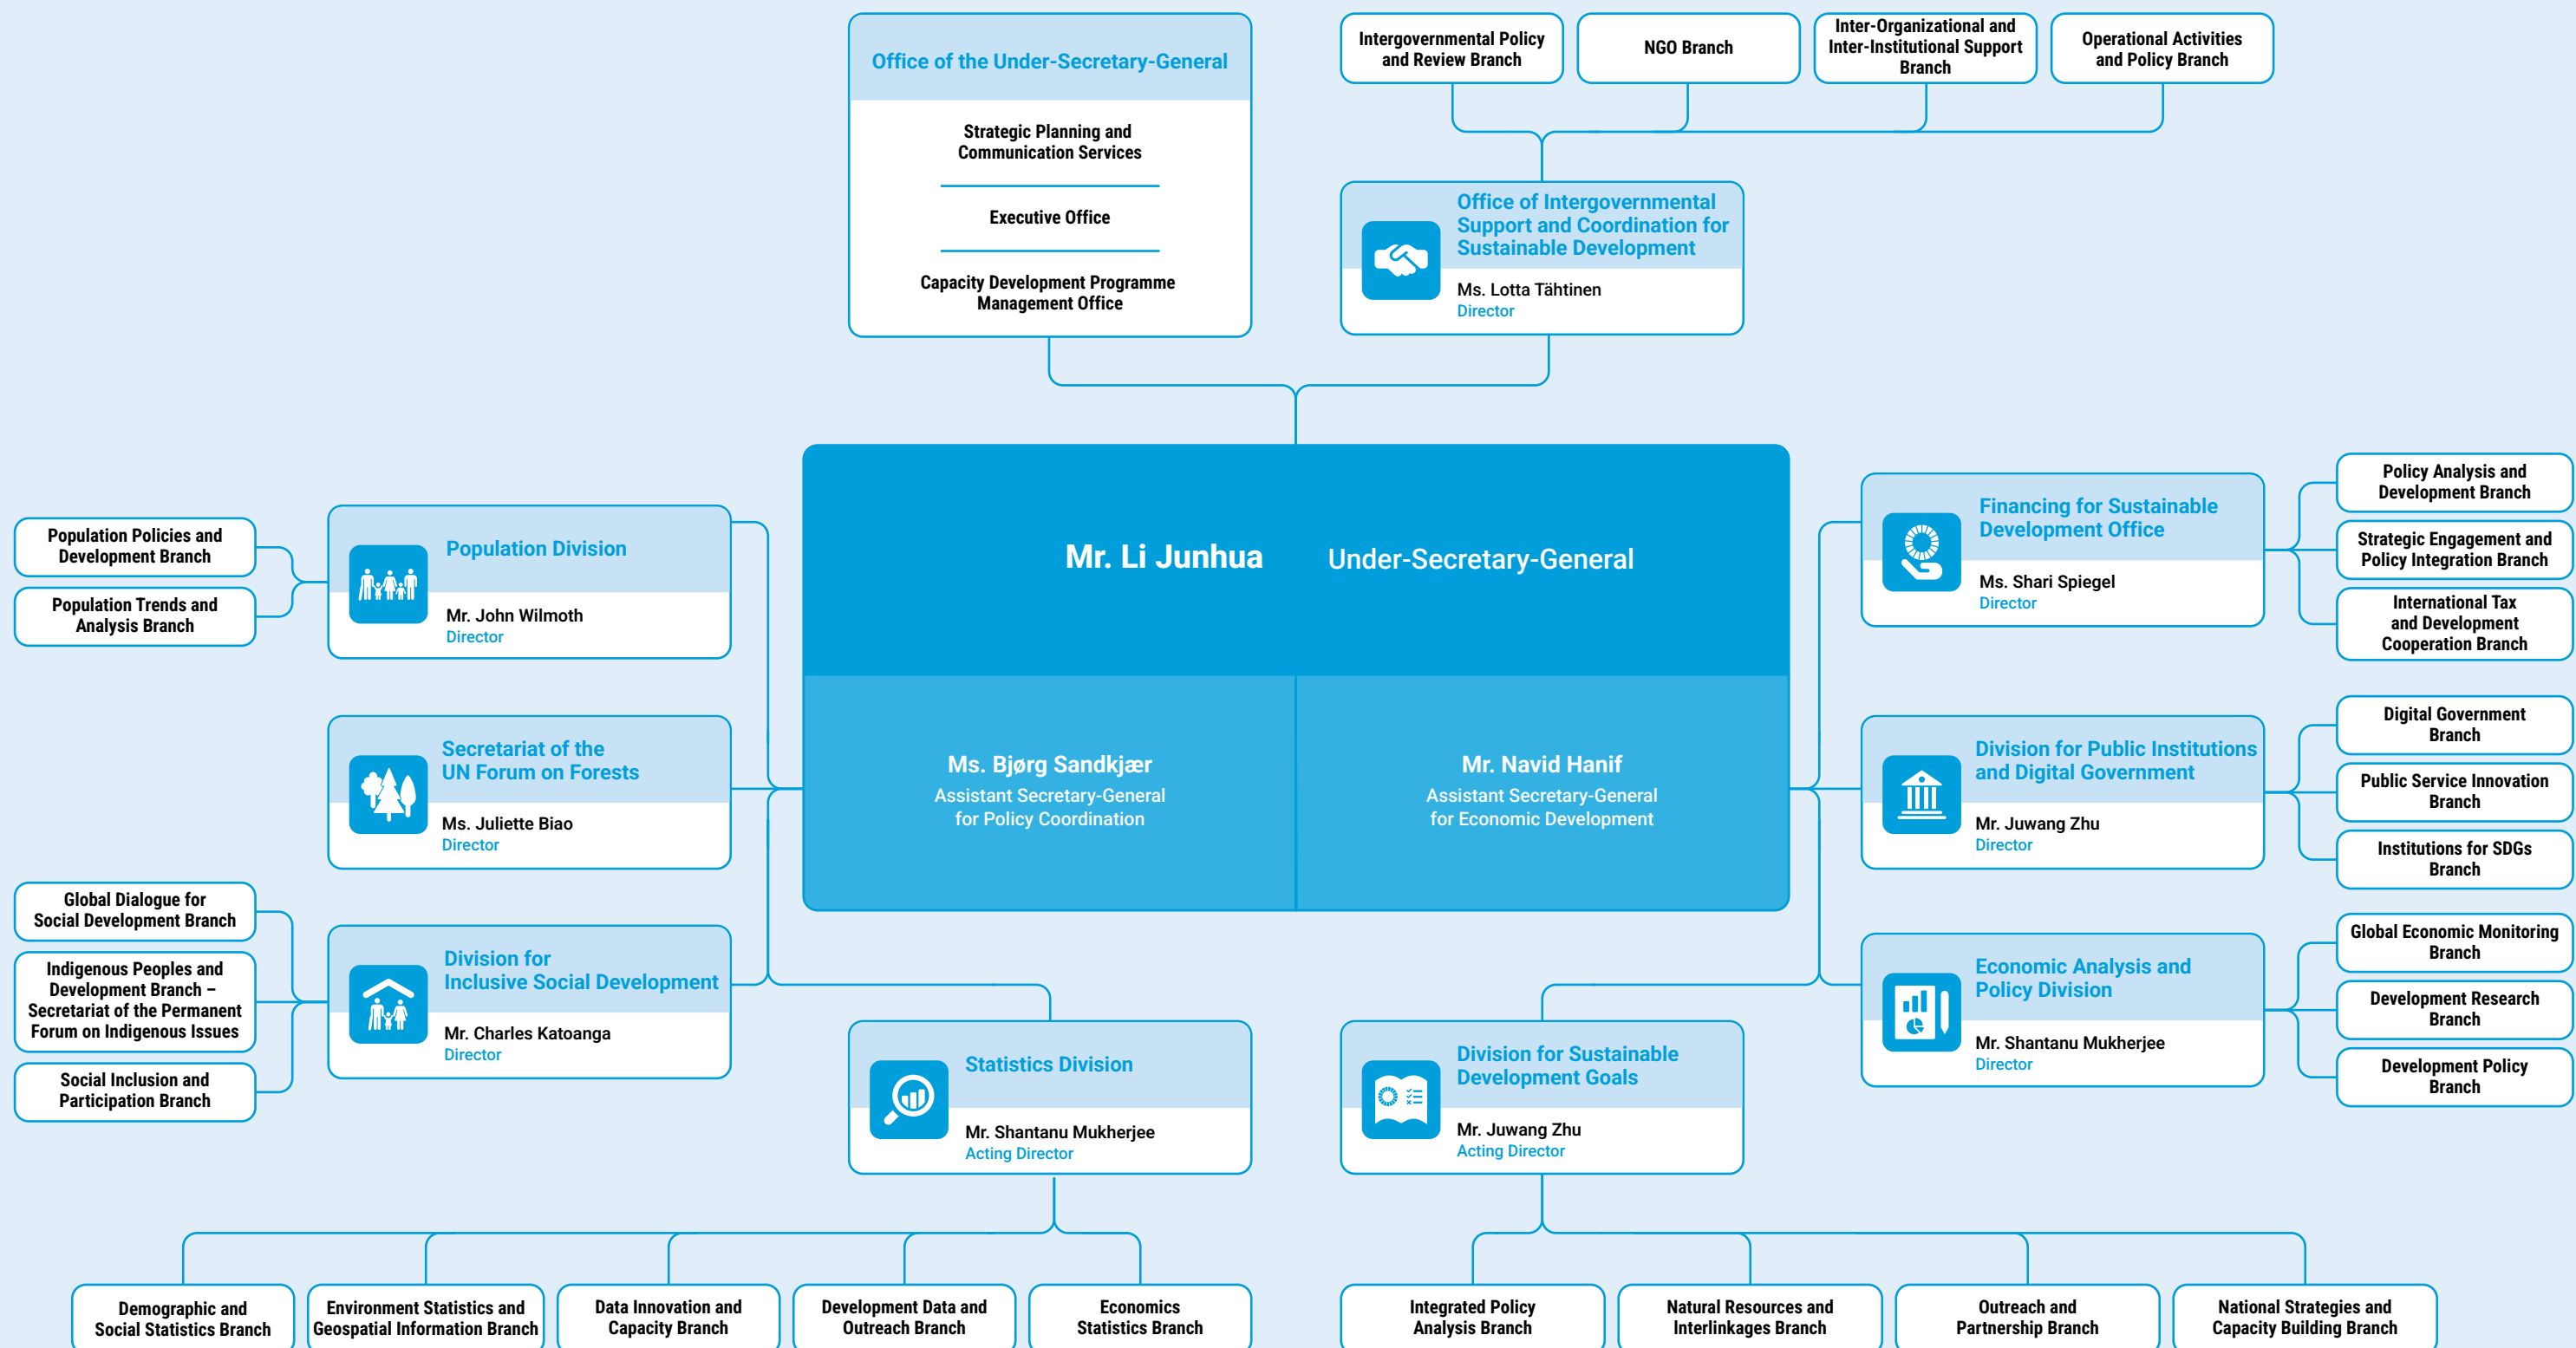 Office of the Under-Secretary-General
Strategic Planning and
Communication Services
Executive Office
Capacity Development Programme
Management Office
Intergovernmental Policy
and Review Branch
NGO Branch
Inter-Organizational and
Inter-Institutional Support
Branch
Operational Activities
and Policy Branch
Office of Intergovernmental
Support and Coordination for
Sustainable Development
Ms. Lotta Tähtinen
Director
Mr. Li Junhua Under-Secretary-General
Ms. Bjørg Sandkjær
Assistant Secretary-General
for Policy Coordination
Mr. Navid Hanif
Assistant Secretary-General
for Economic Development
Population Policies and
Development Branch
Population Trends and
Analysis Branch
Population Division
Mr. John Wilmoth
Director
Secretariat of the
UN Forum on Forests
Ms. Juliette Biao
Director
Global Dialogue for
Social Development Branch
Indigenous Peoples and
Development Branch –
Secretariat of the Permanent
Forum on Indigenous Issues
Social Inclusion and
Participation Branch
Division for
Inclusive Social Development
Mr. Charles Katoanga
Director
Financing for Sustainable
Development Office
Ms. Shari Spiegel
Director
Policy Analysis and
Development Branch
Strategic Engagement and
Policy Integration Branch
International Tax
and Development
Cooperation Branch
Division for Public Institutions
and Digital Government
Mr. Juwang Zhu
Director
Digital Government
Branch
Public Service Innovation
Branch
Institutions for SDGs
Branch
Economic Analysis and
Policy Division
Mr. Shantanu Mukherjee
Director
Global Economic Monitoring
Branch
Development Research
Branch
Development Policy
Branch
Statistics Division
Mr. Shantanu Mukherjee
Acting Director
Division for Sustainable
Development Goals
Mr. Juwang Zhu
Acting Director
Demographic and
Social Statistics Branch
Environment Statistics and
Geospatial Information Branch
Data Innovation and
Capacity Branch
Development Data and
Outreach Branch
Economics
Statistics Branch
Integrated Policy
Analysis Branch
Natural Resources and
Interlinkages Branch
Outreach and
Partnership Branch
National Strategies and
Capacity Building Branch